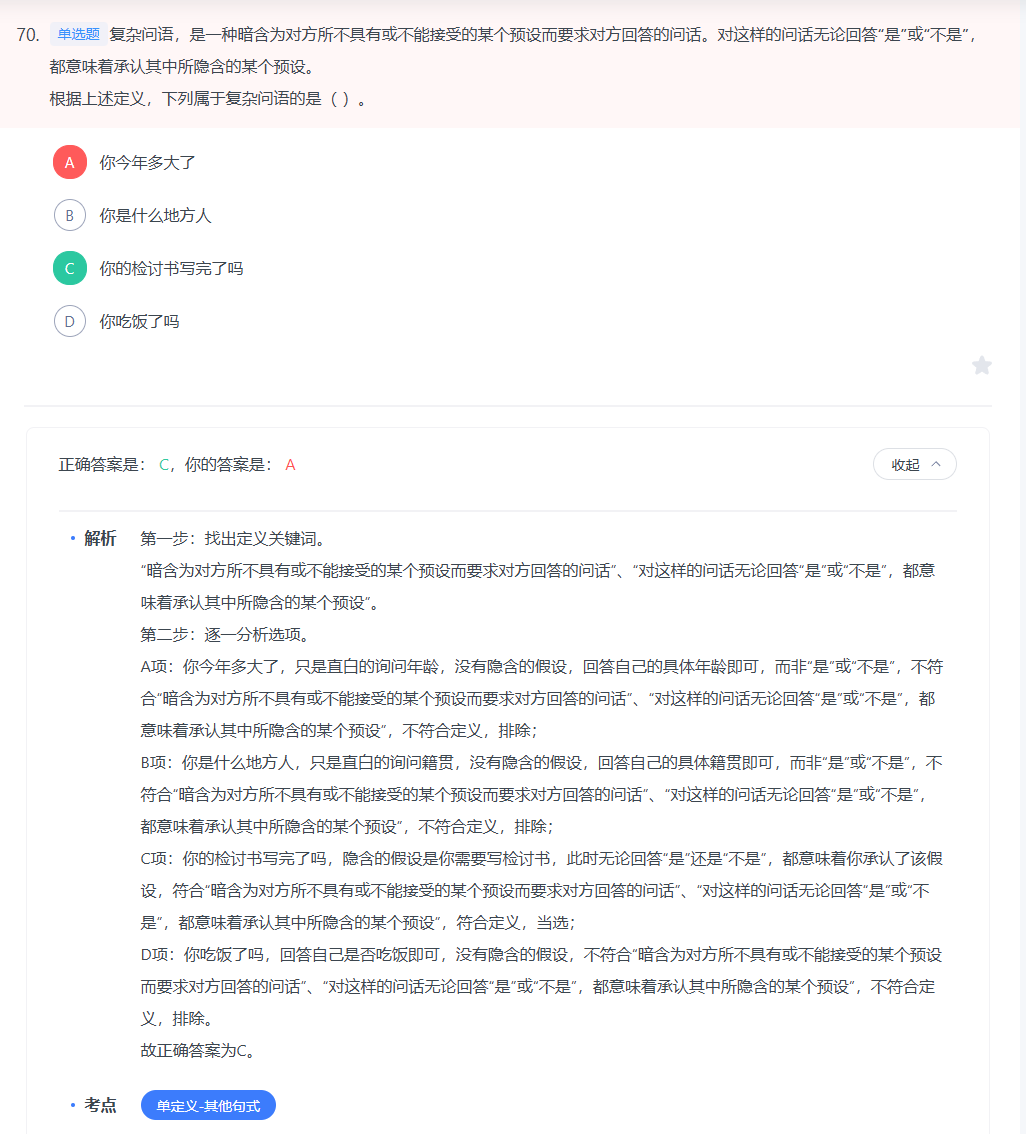 70. 单选题 复杂问语，是一种暗含为对方所不具有或不能接受的某个预设而要求对方回答的问话。对这样的问话无论回答“是”或“不是”，
都意味着承认其中所隐含的某个预设。
根据上述定义，下列属于复杂问语的是（ ）。
A 你今年多大了
B 你是什么地方人
C 你的检讨书写完了吗
D 你吃饭了吗
正确答案是： C，你的答案是： A
收起
解析 第一步：找出定义关键词。
“暗含为对方所不具有或不能接受的某个预设而要求对方回答的问话”、“对这样的问话无论回答“是”或“不是”，都意
味着承认其中所隐含的某个预设”。
第二步：逐一分析选项。
A项：你今年多大了，只是直白的询问年龄，没有隐含的假设，回答自己的具体年龄即可，而非“是”或“不是”，不符
合“暗含为对方所不具有或不能接受的某个预设而要求对方回答的问话”、“对这样的问话无论回答“是”或“不是”，都
意味着承认其中所隐含的某个预设”，不符合定义，排除；
B项：你是什么地方人，只是直白的询问籍贯，没有隐含的假设，回答自己的具体籍贯即可，而非“是”或“不是”，不
符合“暗含为对方所不具有或不能接受的某个预设而要求对方回答的问话”、“对这样的问话无论回答“是”或“不是”，
都意味着承认其中所隐含的某个预设”，不符合定义，排除；
C项：你的检讨书写完了吗，隐含的假设是你需要写检讨书，此时无论回答“是”还是“不是”，都意味着你承认了该假
设，符合“暗含为对方所不具有或不能接受的某个预设而要求对方回答的问话”、“对这样的问话无论回答“是”或“不
是”，都意味着承认其中所隐含的某个预设”，符合定义，当选；
D项：你吃饭了吗，回答自己是否吃饭即可，没有隐含的假设，不符合“暗含为对方所不具有或不能接受的某个预设
而要求对方回答的问话”、“对这样的问话无论回答“是”或“不是”，都意味着承认其中所隐含的某个预设”，不符合定
义，排除。
故正确答案为C。
考点 单定义-其他句式